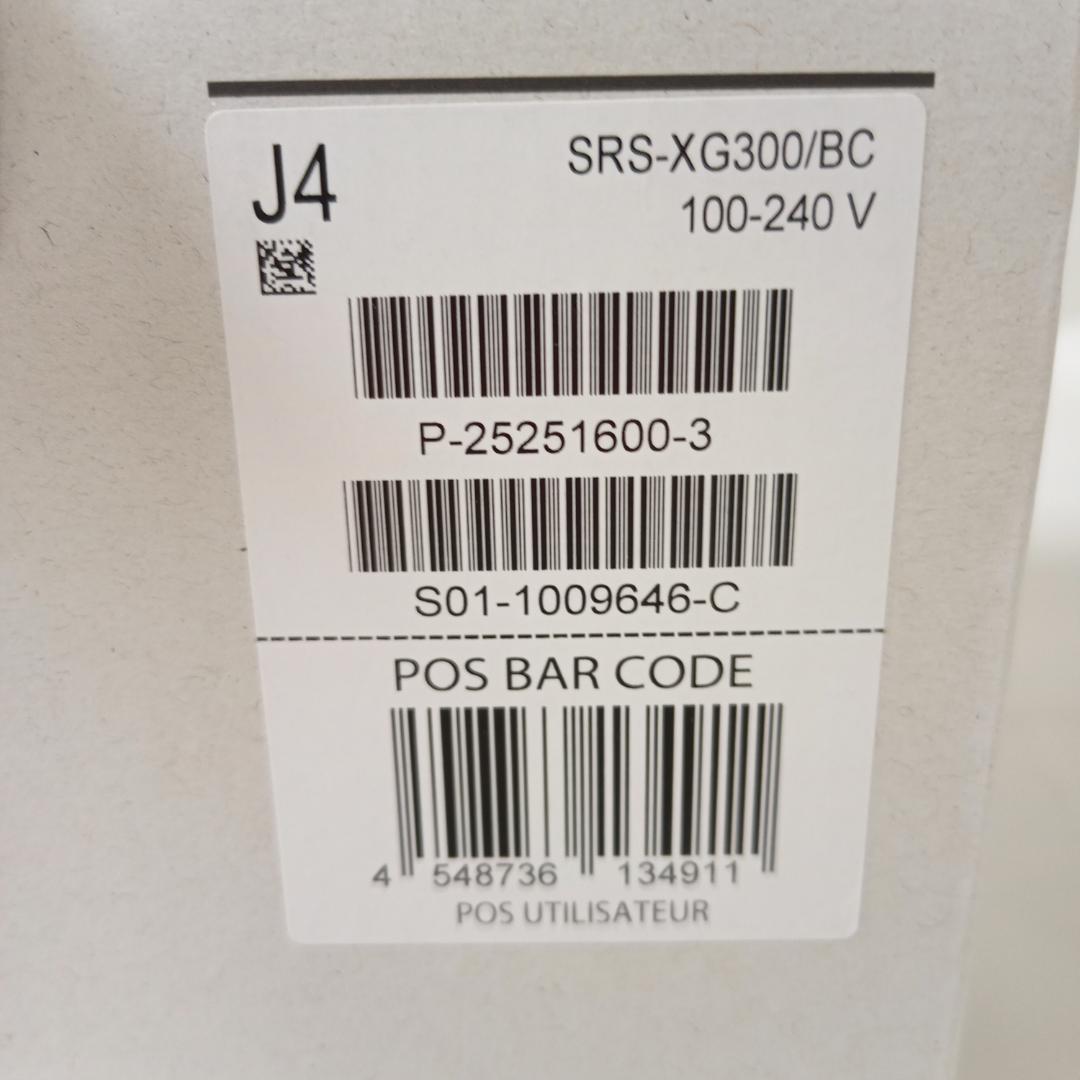 J4
SRS-XG300/BC
100-240 V
P-25251600-3
S01-1009646-C
POS BAR CODE
4 548736 134911
POS UTILISATEUR